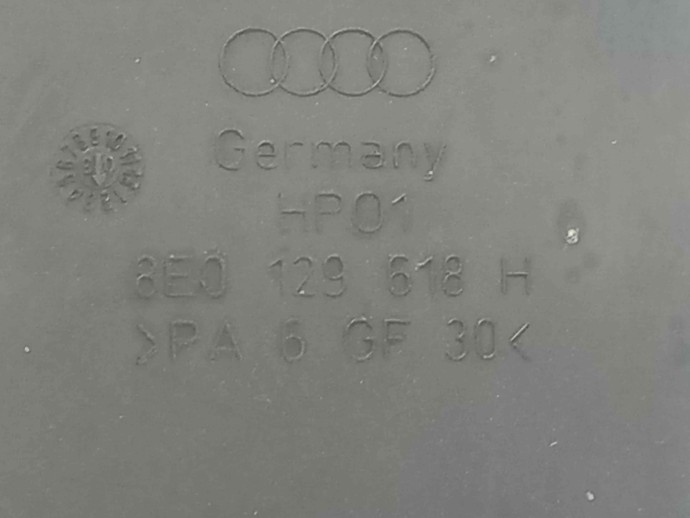 Germany
HP01
8E0 129 618 H
>PA 6 GF 30<